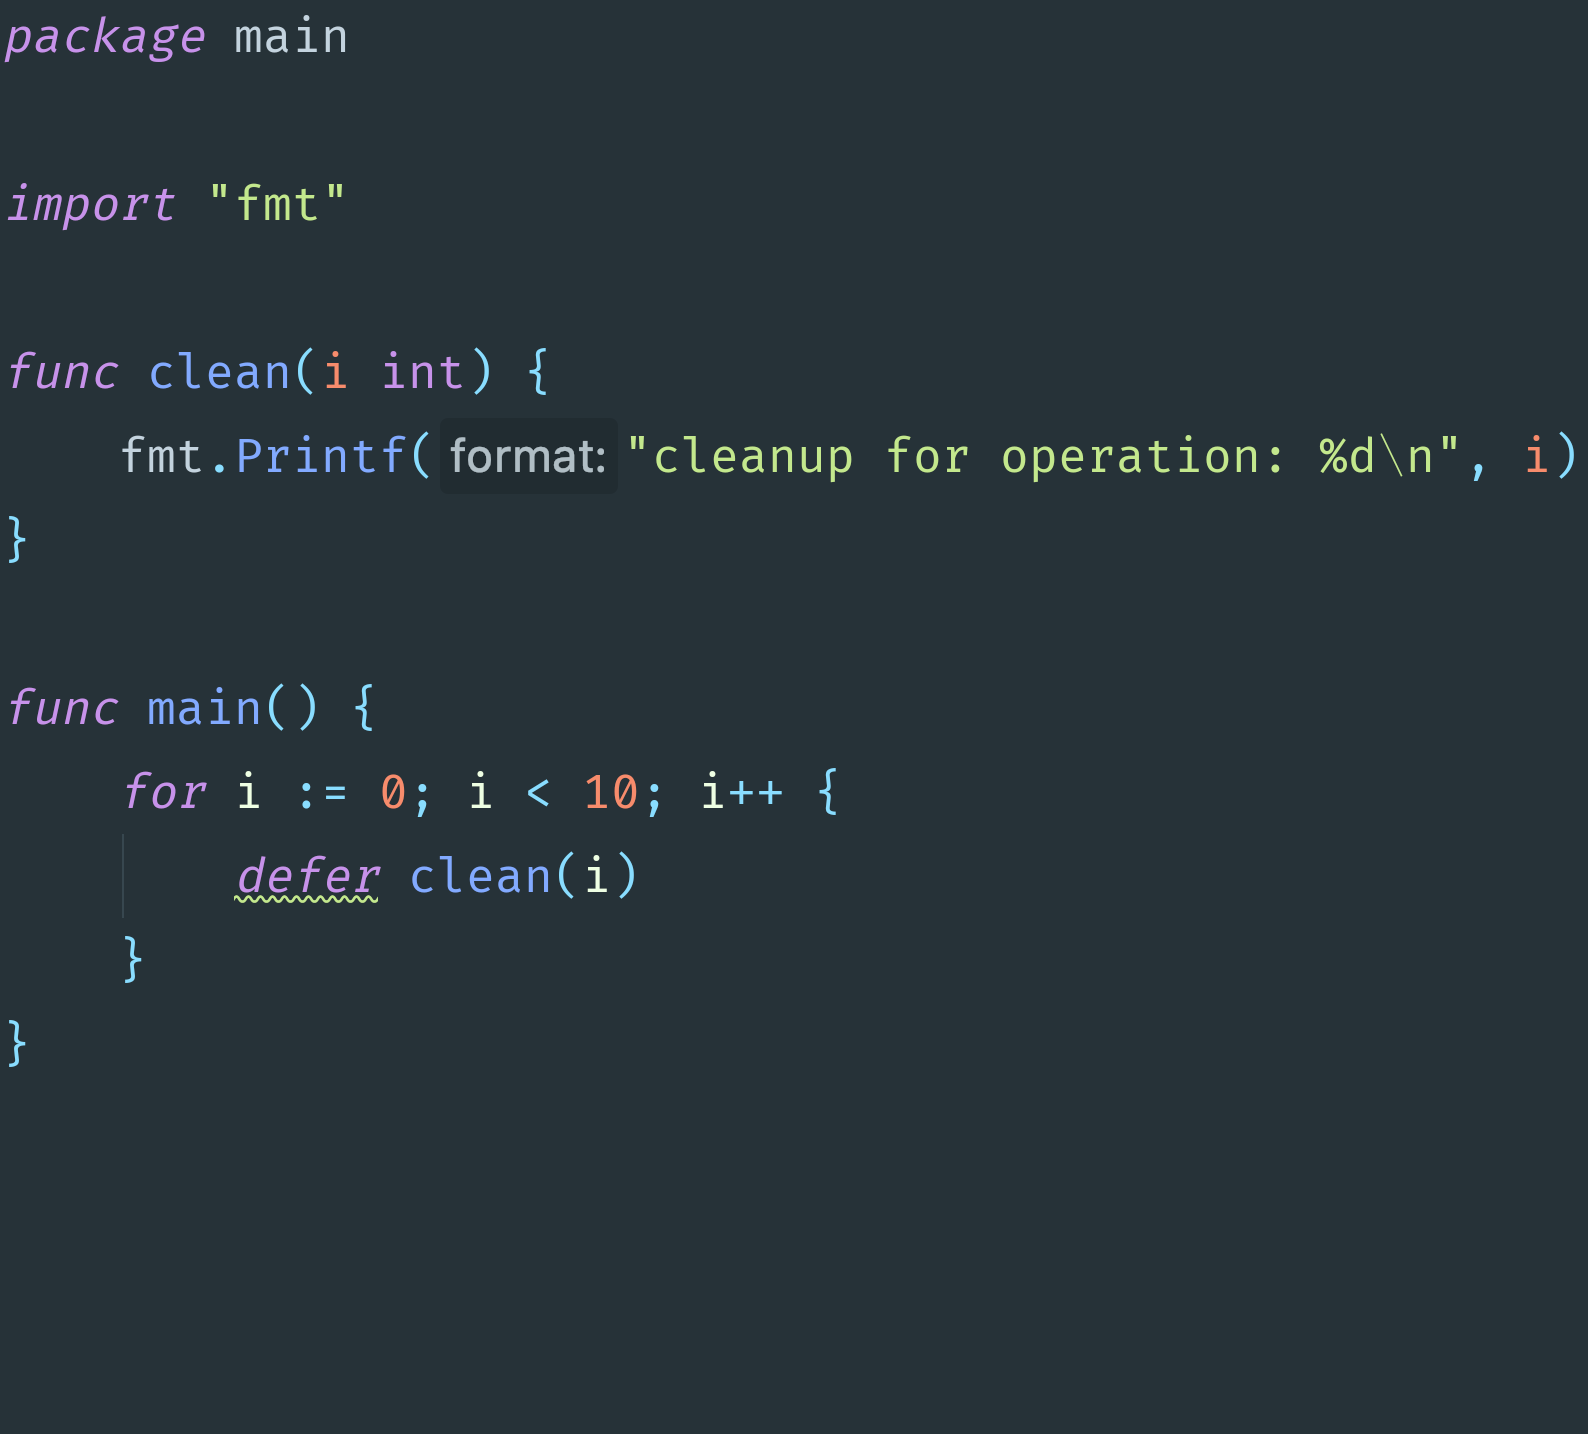 package main
import "fmt"
func clean(i int) {
fmt.Printf( format: "cleanup for operation: %d\n", i)
}
func main() {
for i := 0; i < 10; i++ {
defer clean(i)
}
}